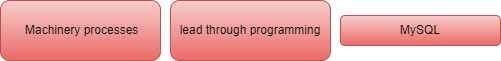 Machinery processes
lead through programming
MySQL